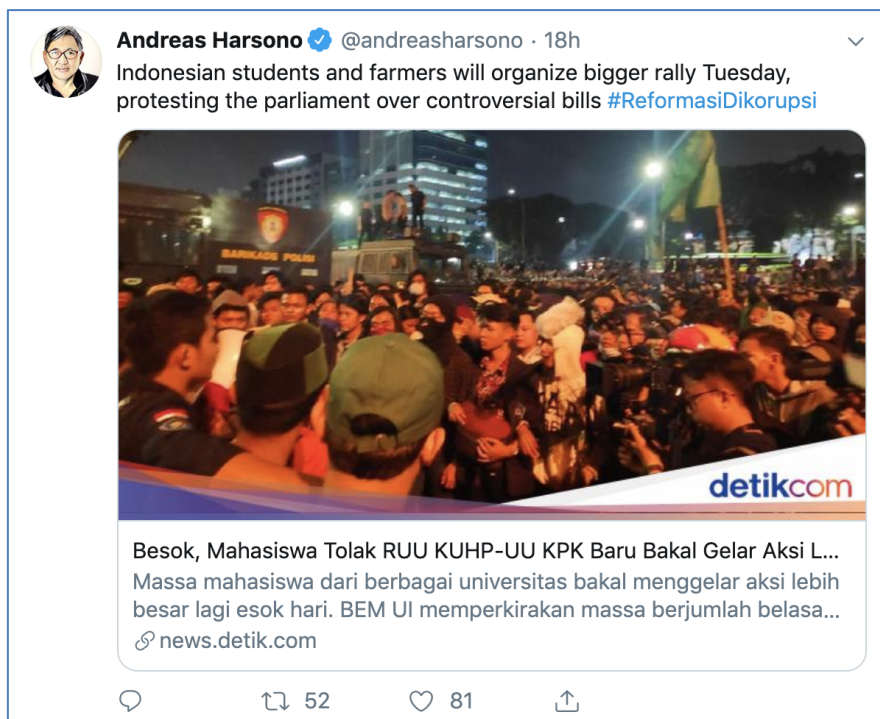 Andreas Harsono @andreasharsono · 18h
Indonesian students and farmers will organize bigger rally Tuesday,
protesting the parliament over controversial bills #ReformasiDikorupsi
BARIKADE POLISI
detikcom
Besok, Mahasiswa Tolak RUU KUHP-UU KPK Baru Bakal Gelar Aksi L...
Massa mahasiswa dari berbagai universitas bakal menggelar aksi lebih
besar lagi esok hari. BEM UI memperkirakan massa berjumlah belasa...
news.detik.com
52 81